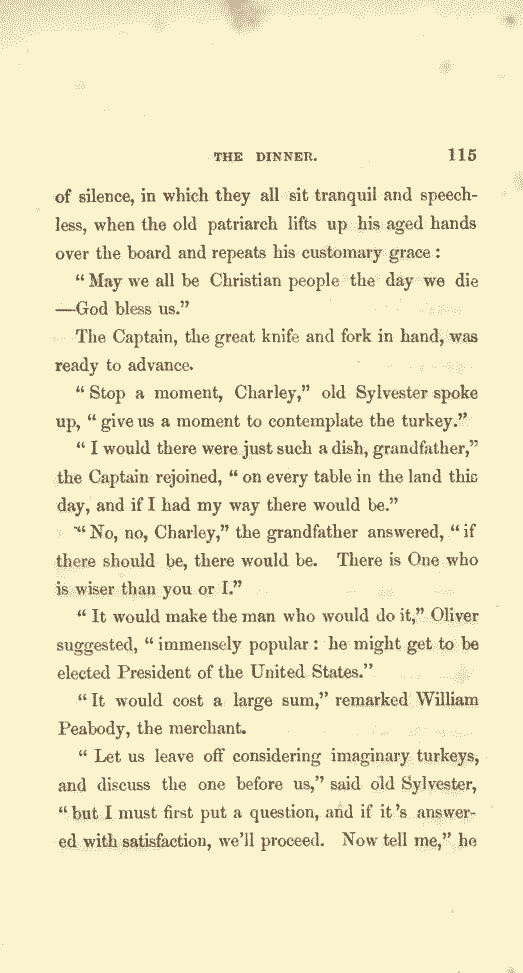 THE DINNER. 115
of silence, in which they all sit tranquil and speech-
less, when the old patriarch lifts up his aged hands
over the board and repeats his customary grace :
“ May we all be Christian people the day we die
—God bless us.”
The Captain, the great knife and fork in hand, was
ready to advance.
“ Stop a moment, Charley,” old Sylvester spoke
up, “ give us a moment to contemplate the turkey.”
“ I would there were just such a dish, grandfather,”
the Captain rejoined, “ on every table in the land this
day, and if I had my way there would be.”
“ No, no, Charley,” the grandfather answered, “ if
there should be, there would be. There is One who
is wiser than you or I.”
“ It would make the man who would do it,” Oliver
suggested, “ immensely popular : he might get to be
elected President of the United States.”
“ It would cost a large sum,” remarked William
Peabody, the merchant.
“ Let us leave off considering imaginary turkeys,
and discuss the one before us,” said old Sylvester,
“ but I must first put a question, and if it’s answer-
ed with satisfaction, we’ll proceed. Now tell me,” he